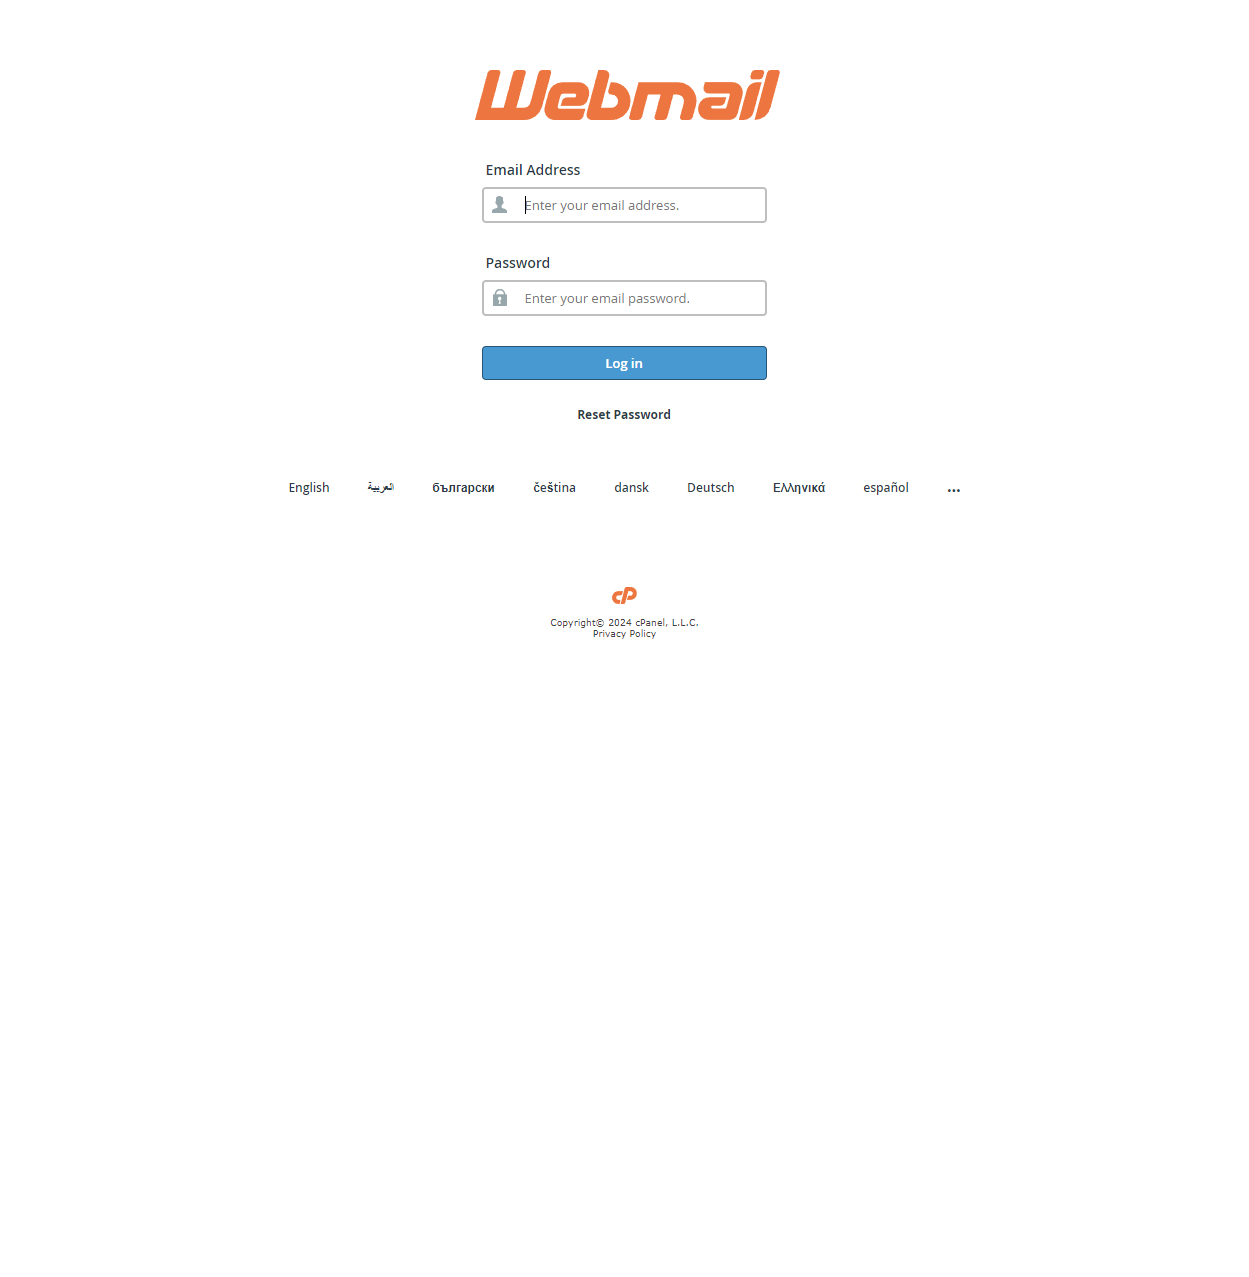 Webmail
Email Address
Enter your email address.
Password
Enter your email password.
Log in
Reset Password
English العربية български čeština dansk Deutsch Ελληνικά español ...
cP
Copyright© 2024 cPanel, L.L.C.
Privacy Policy